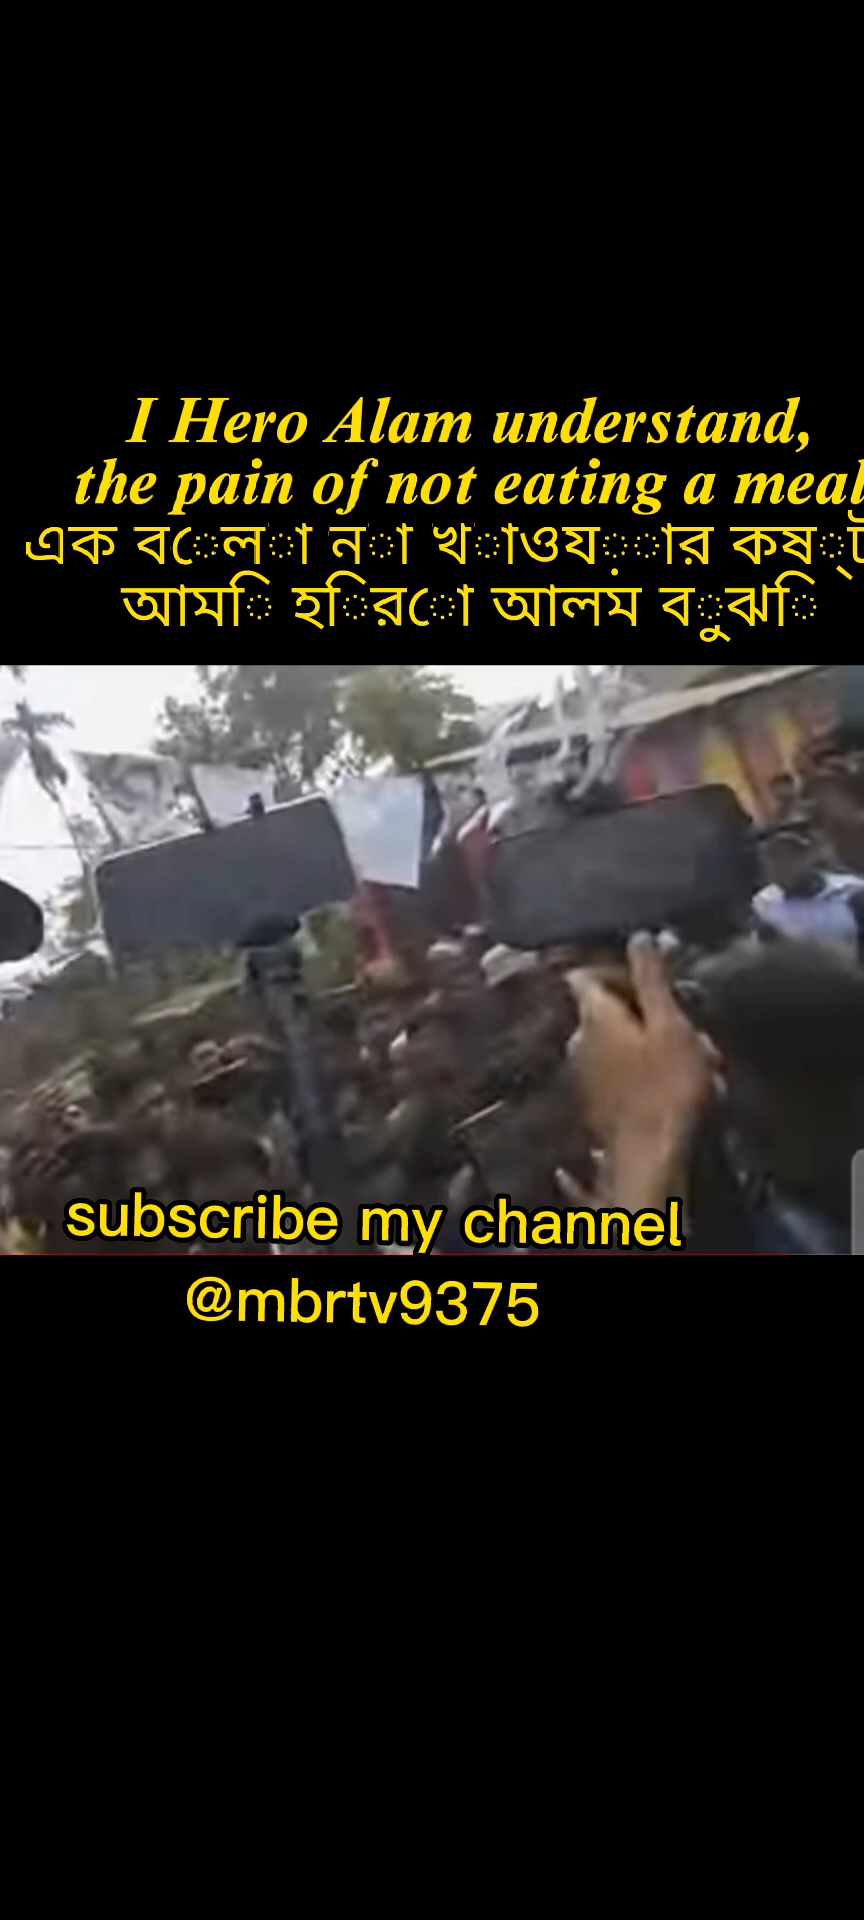 I Hero Alam understand,
the pain of not eating a meal
এক বেলা না খাওয়ার কষ্ট
আমি হিরো আলম বুঝি
subscribe my channel
@mbrtv9375